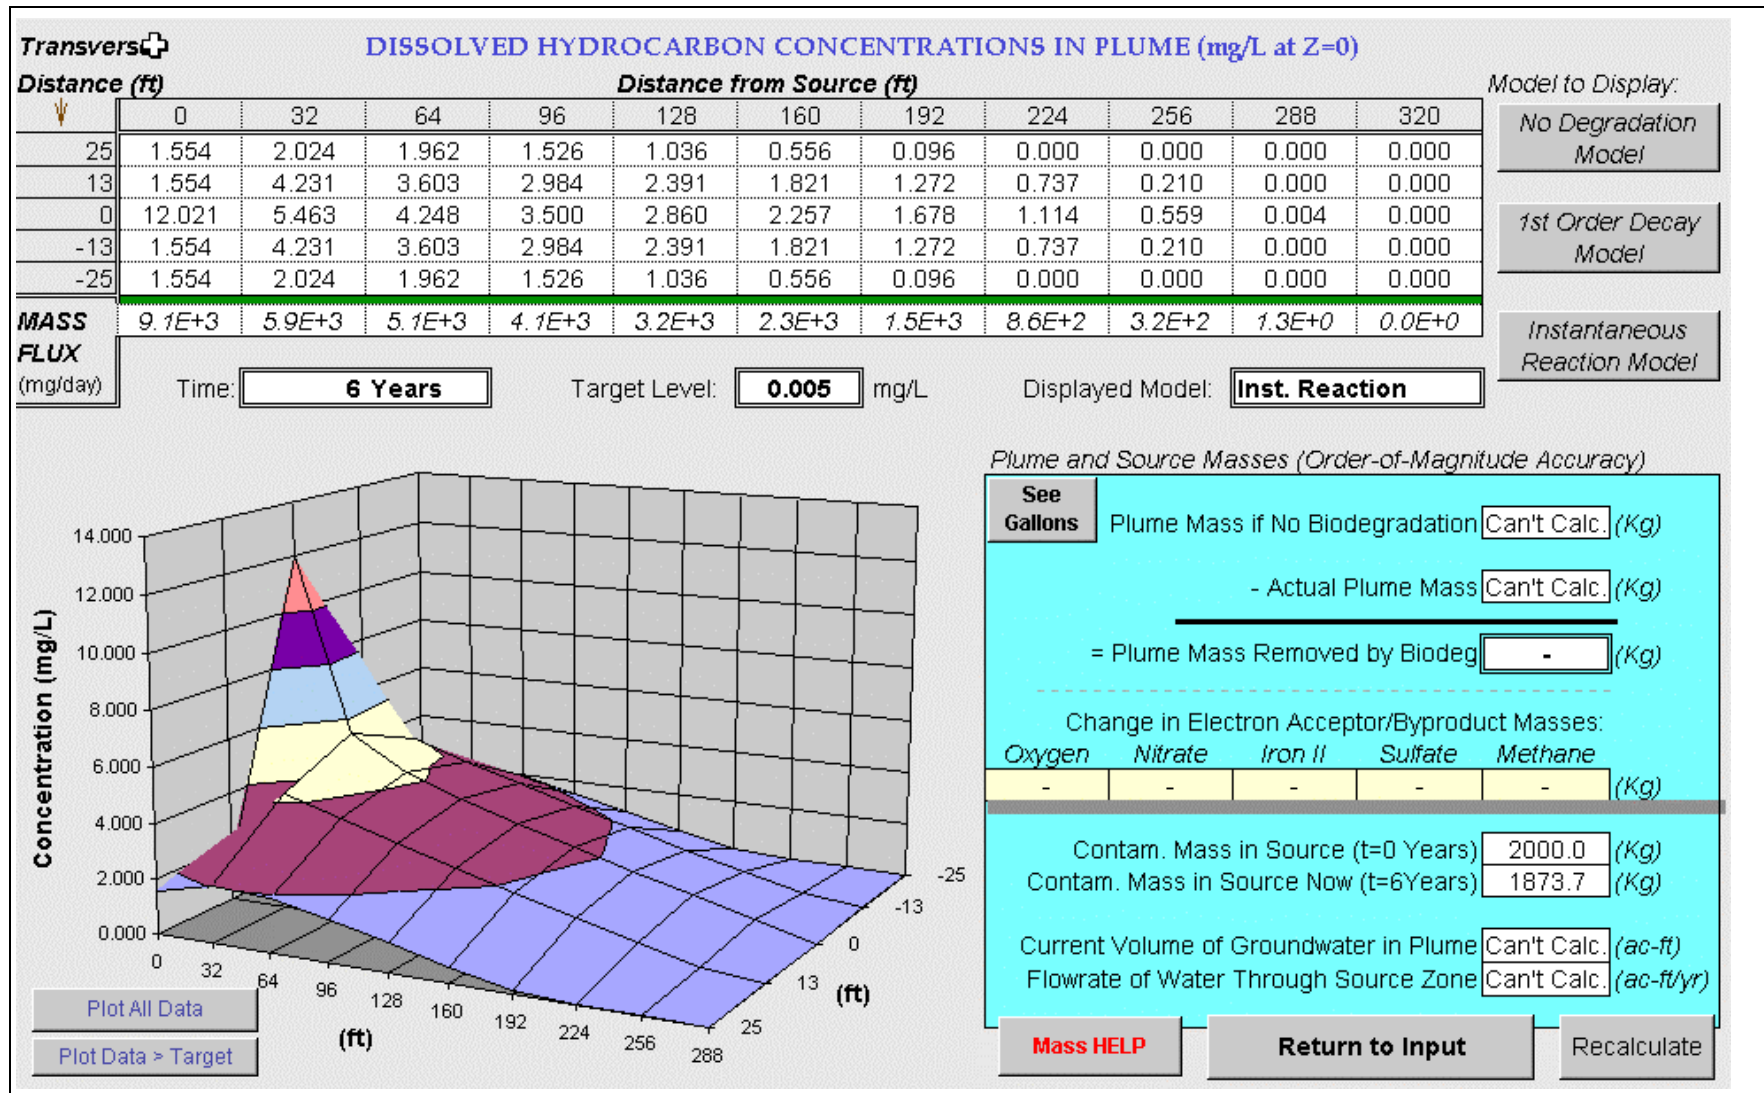 Transvers
DISSOLVED HYDROCARBON CONCENTRATIONS IN PLUME (mg/L at Z=0)
Distance (ft)
Distance from Source (ft)
Model to Display:
0 32 64 96 128 160 192 224 256 288 320
25 1.554 2.024 1.962 1.526 1.036 0.556 0.096 0.000 0.000 0.000 0.000
13 1.554 4.231 3.603 2.984 2.391 1.821 1.272 0.737 0.210 0.000 0.000
0 12.021 5.463 4.248 3.500 2.860 2.257 1.678 1.114 0.559 0.004 0.000
-13 1.554 4.231 3.603 2.984 2.391 1.821 1.272 0.737 0.210 0.000 0.000
-25 1.554 2.024 1.962 1.526 1.036 0.556 0.096 0.000 0.000 0.000 0.000
MASS
FLUX
(mg/day)
9.1E+3 5.9E+3 5.1E+3 4.1E+3 3.2E+3 2.3E+3 1.5E+3 8.6E+2 3.2E+2 1.3E+0 0.0E+0
No Degradation
Model
1st Order Decay
Model
Instantaneous
Reaction Model
Time: 6 Years
Target Level: 0.005 mg/L
Displayed Model: Inst. Reaction
Concentration (mg/L)
14.000
12.000
10.000
8.000
6.000
4.000
2.000
0.000
0
32
64
96
128
160
192
224
256
288
(ft)
-25
-13
0
13
25
(ft)
Plot All Data
Plot Data > Target
Plume and Source Masses (Order-of-Magnitude Accuracy)
See
Gallons
Plume Mass if No Biodegradation Can't Calc. (Kg)
- Actual Plume Mass Can't Calc. (Kg)
= Plume Mass Removed by Biodeg - (Kg)
Change in Electron Acceptor/Byproduct Masses:
Oxygen Nitrate Iron II Sulfate Methane
- - - - - (Kg)
Contam. Mass in Source (t=0 Years) 2000.0 (Kg)
Contam. Mass in Source Now (t=6Years) 1873.7 (Kg)
Current Volume of Groundwater in Plume Can't Calc. (ac-ft)
Flowrate of Water Through Source Zone Can't Calc. (ac-ft/yr)
Mass HELP
Return to Input
Recalculate